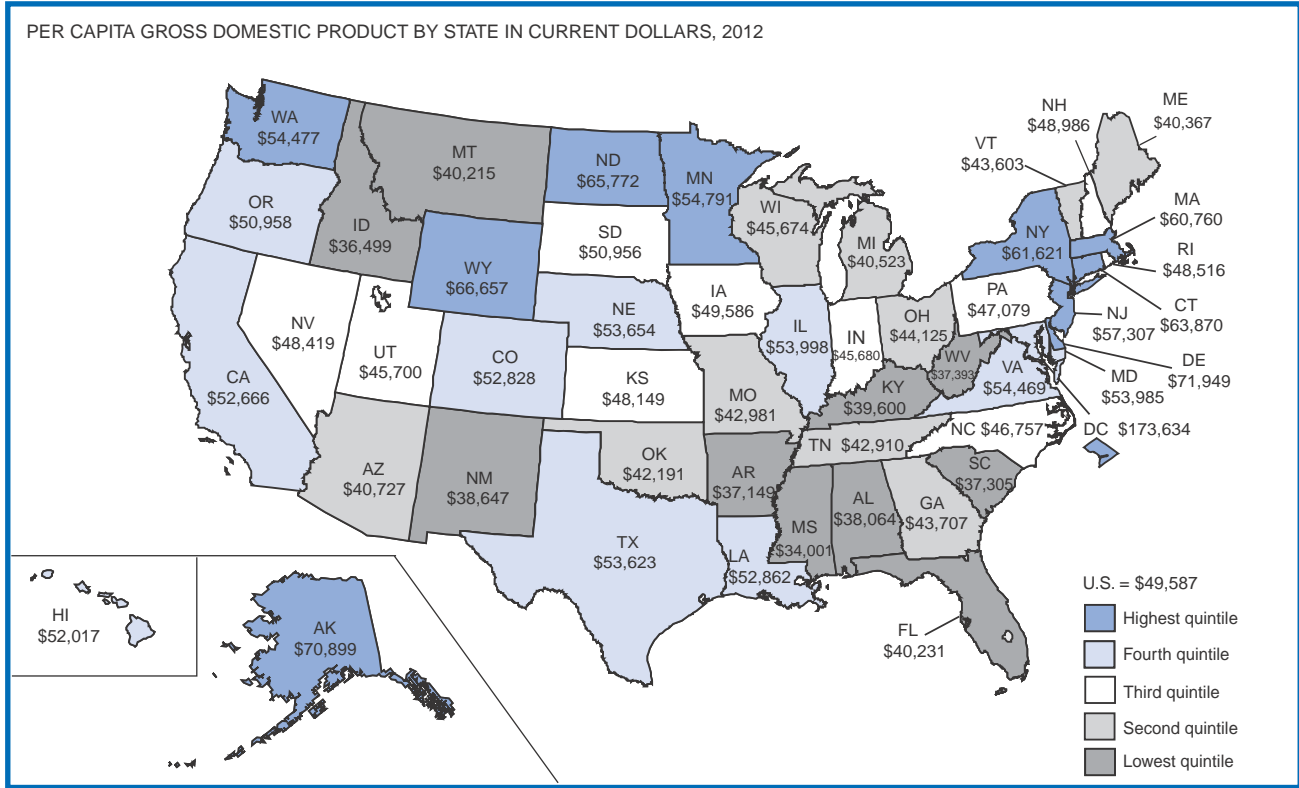 PER CAPITA GROSS DOMESTIC PRODUCT BY STATE IN CURRENT DOLLARS, 2012
WA
$54,477
MT
$40,215
ND
$65,772
MN
$54,791
OR
$50,958
ID
$36,499
WY
$66,657
SD
$50,956
WI
$45,674
MI
$40,523
NH
$48,986
ME
$40,367
VT
$43,603
MA
$60,760
NY
$61,621
RI
$48,516
CT
$63,870
NJ
$57,307
DE
$71,949
MD
$53,985
DC $173,634
PA
$47,079
NV
$48,419
UT
$45,700
CO
$52,828
NE
$53,654
IA
$49,586
IL
$53,998
IN
$45,680
OH
$44,125
WV
$37,393
VA
$54,469
CA
$52,666
KS
$48,149
MO
$42,981
KY
$39,600
NC $46,757
TN $42,910
AZ
$40,727
NM
$38,647
OK
$42,191
AR
$37,149
SC
$37,305
MS
$34,001
AL
$38,064
GA
$43,707
TX
$53,623
LA
$52,862
FL
$40,231
HI
$52,017
AK
$70,899
U.S. = $49,587
Highest quintile
Fourth quintile
Third quintile
Second quintile
Lowest quintile